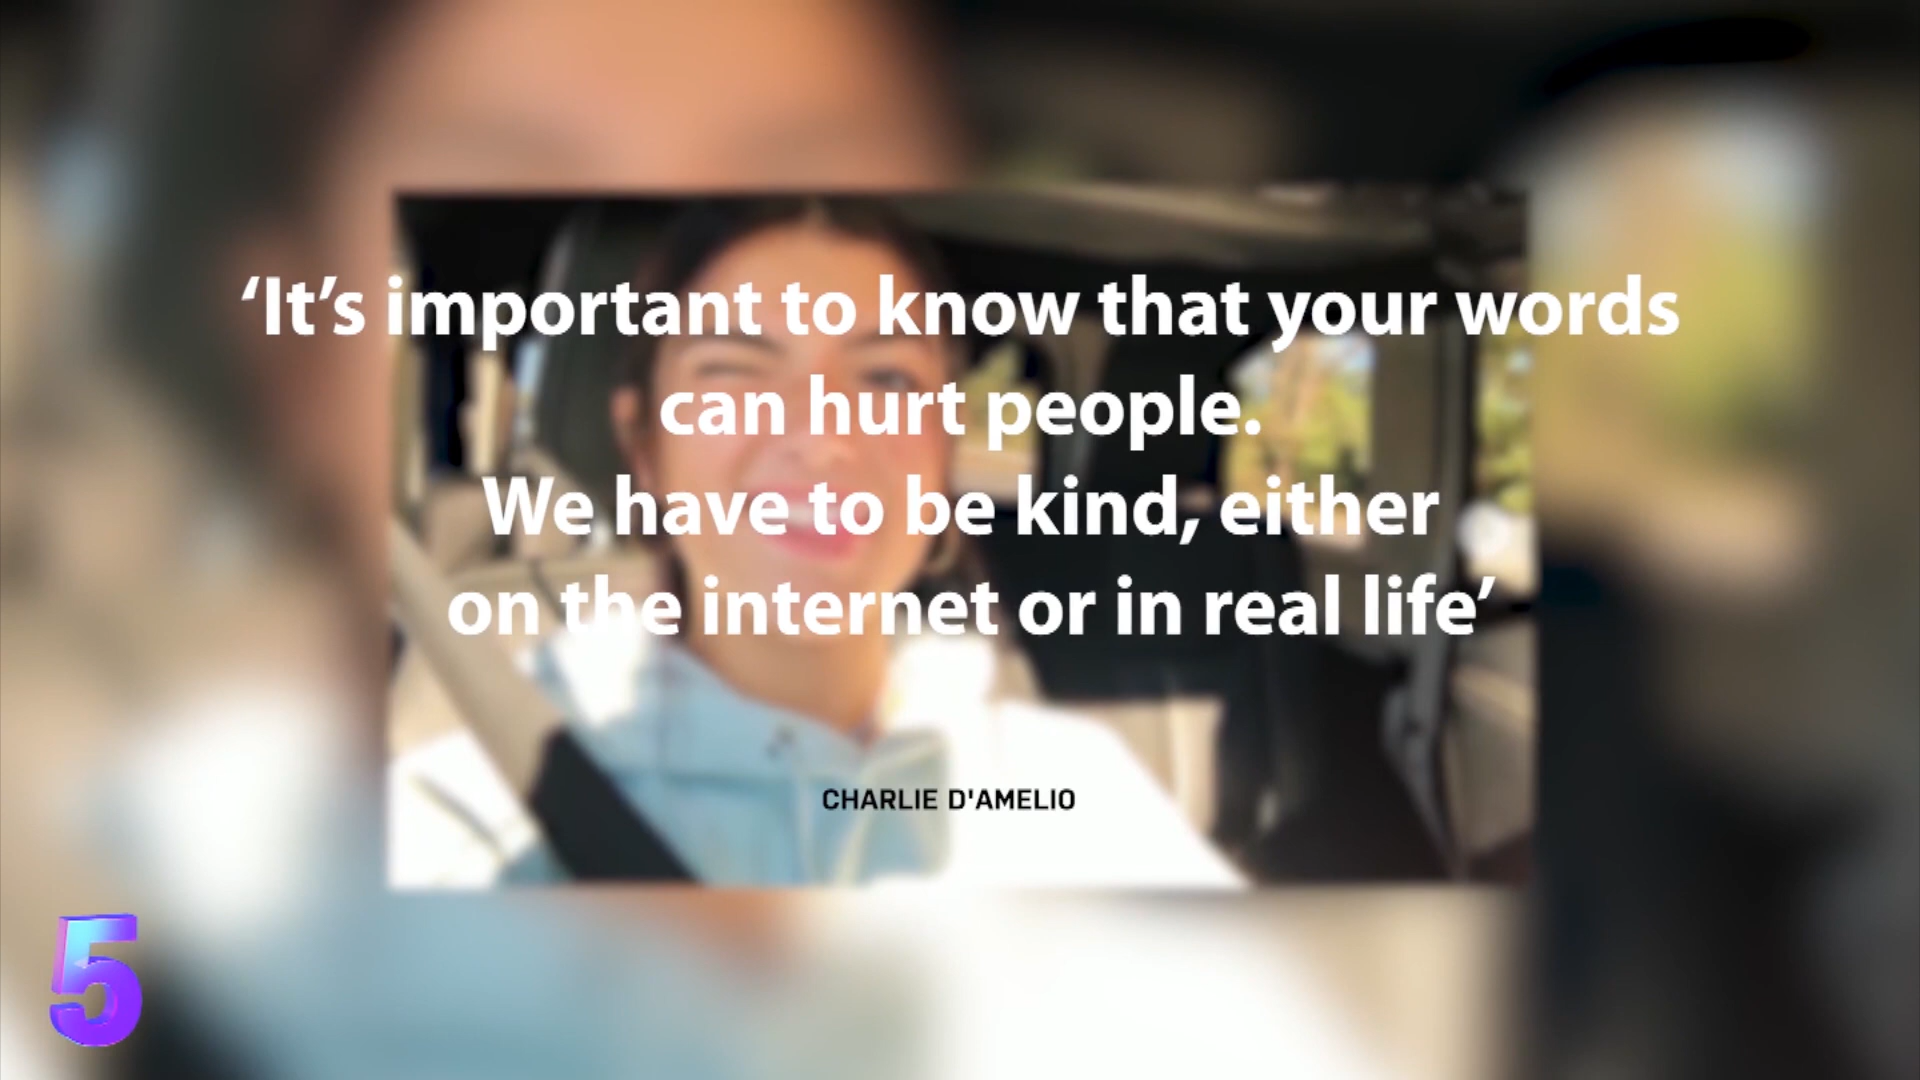 ‘It’s important to know that your words
can hurt people.
We have to be kind, either
on the internet or in real life’
CHARLIE D'AMELIO
5